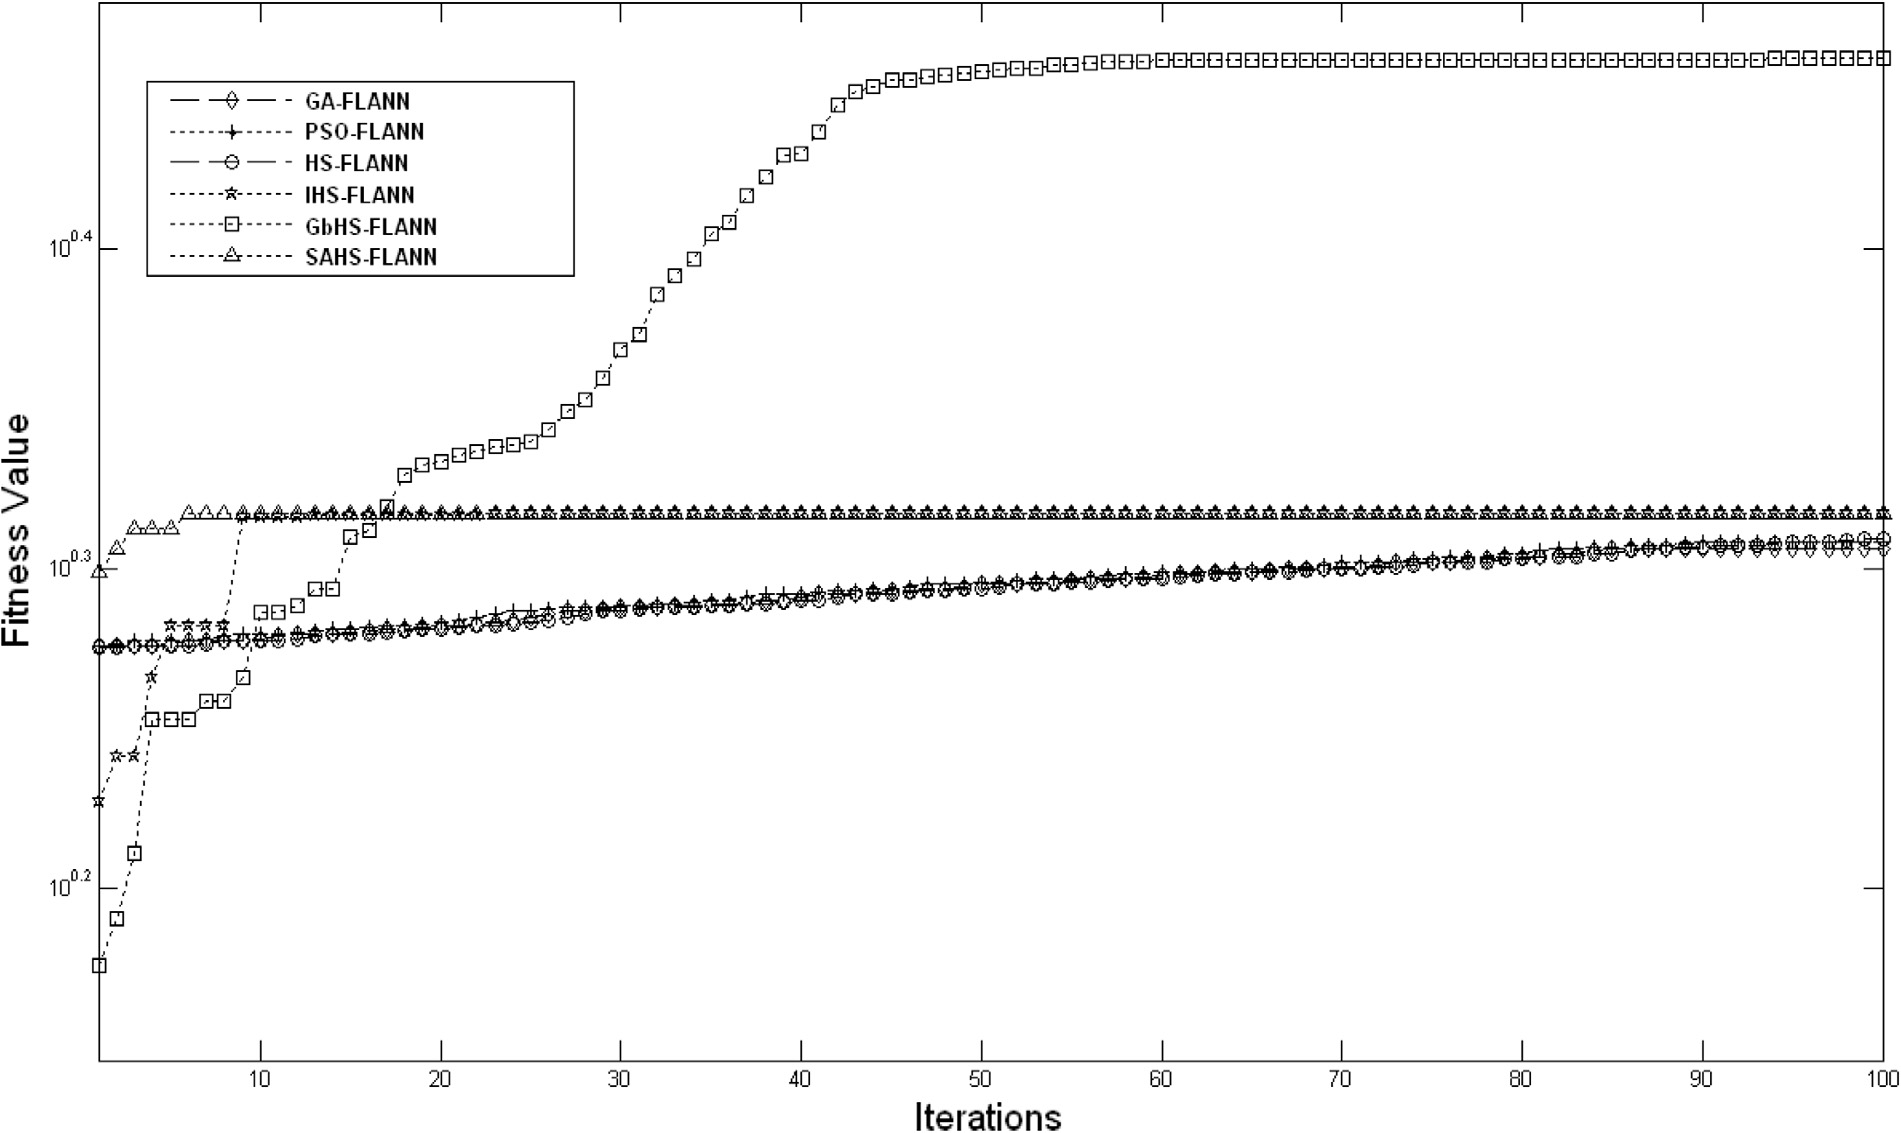 GA-FLANN
PSO-FLANN
HS-FLANN
IHS-FLANN
GbHS-FLANN
SAHS-FLANN
10^0.4
10^0.3
10^0.2
Fitness Value
10 20 30 40 50 60 70 80 90 100
Iterations